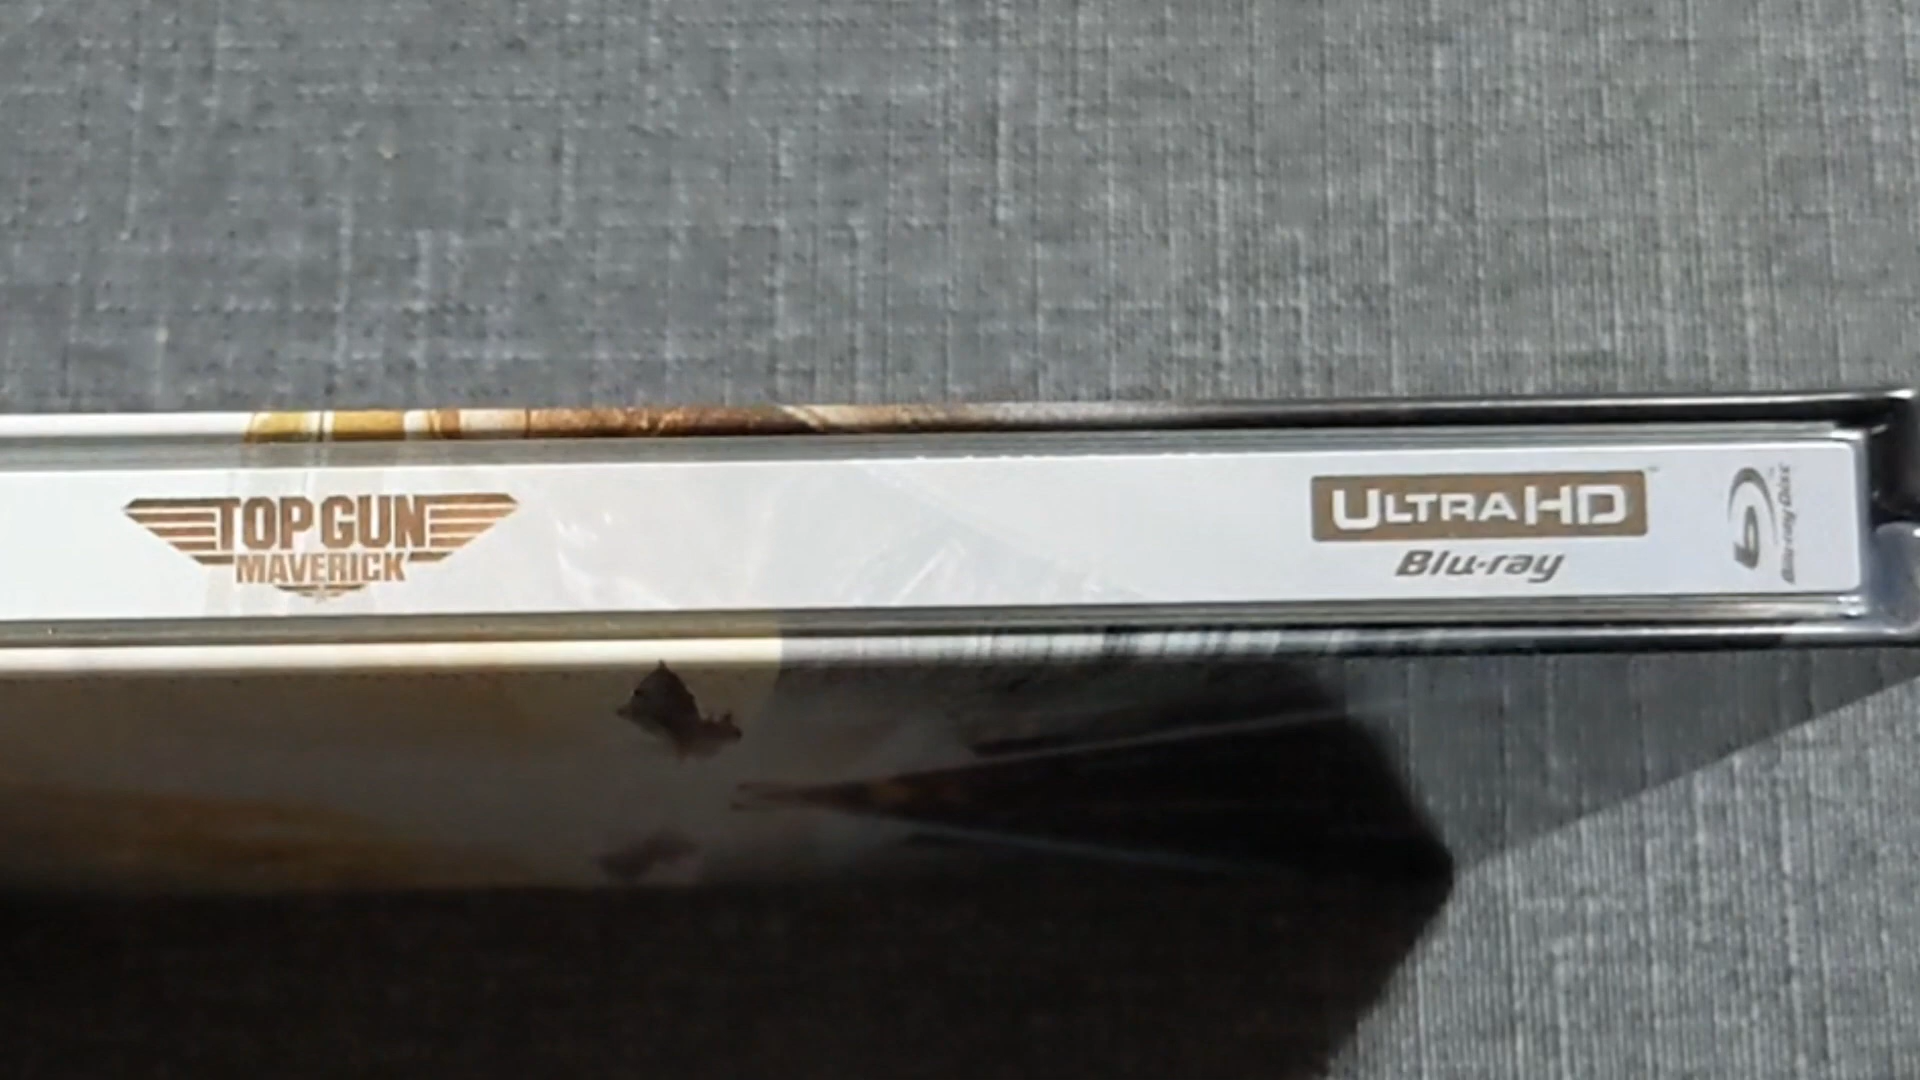 TOP GUN
MAVERICK
ULTRA HD
Blu-ray
Blu-ray Disc